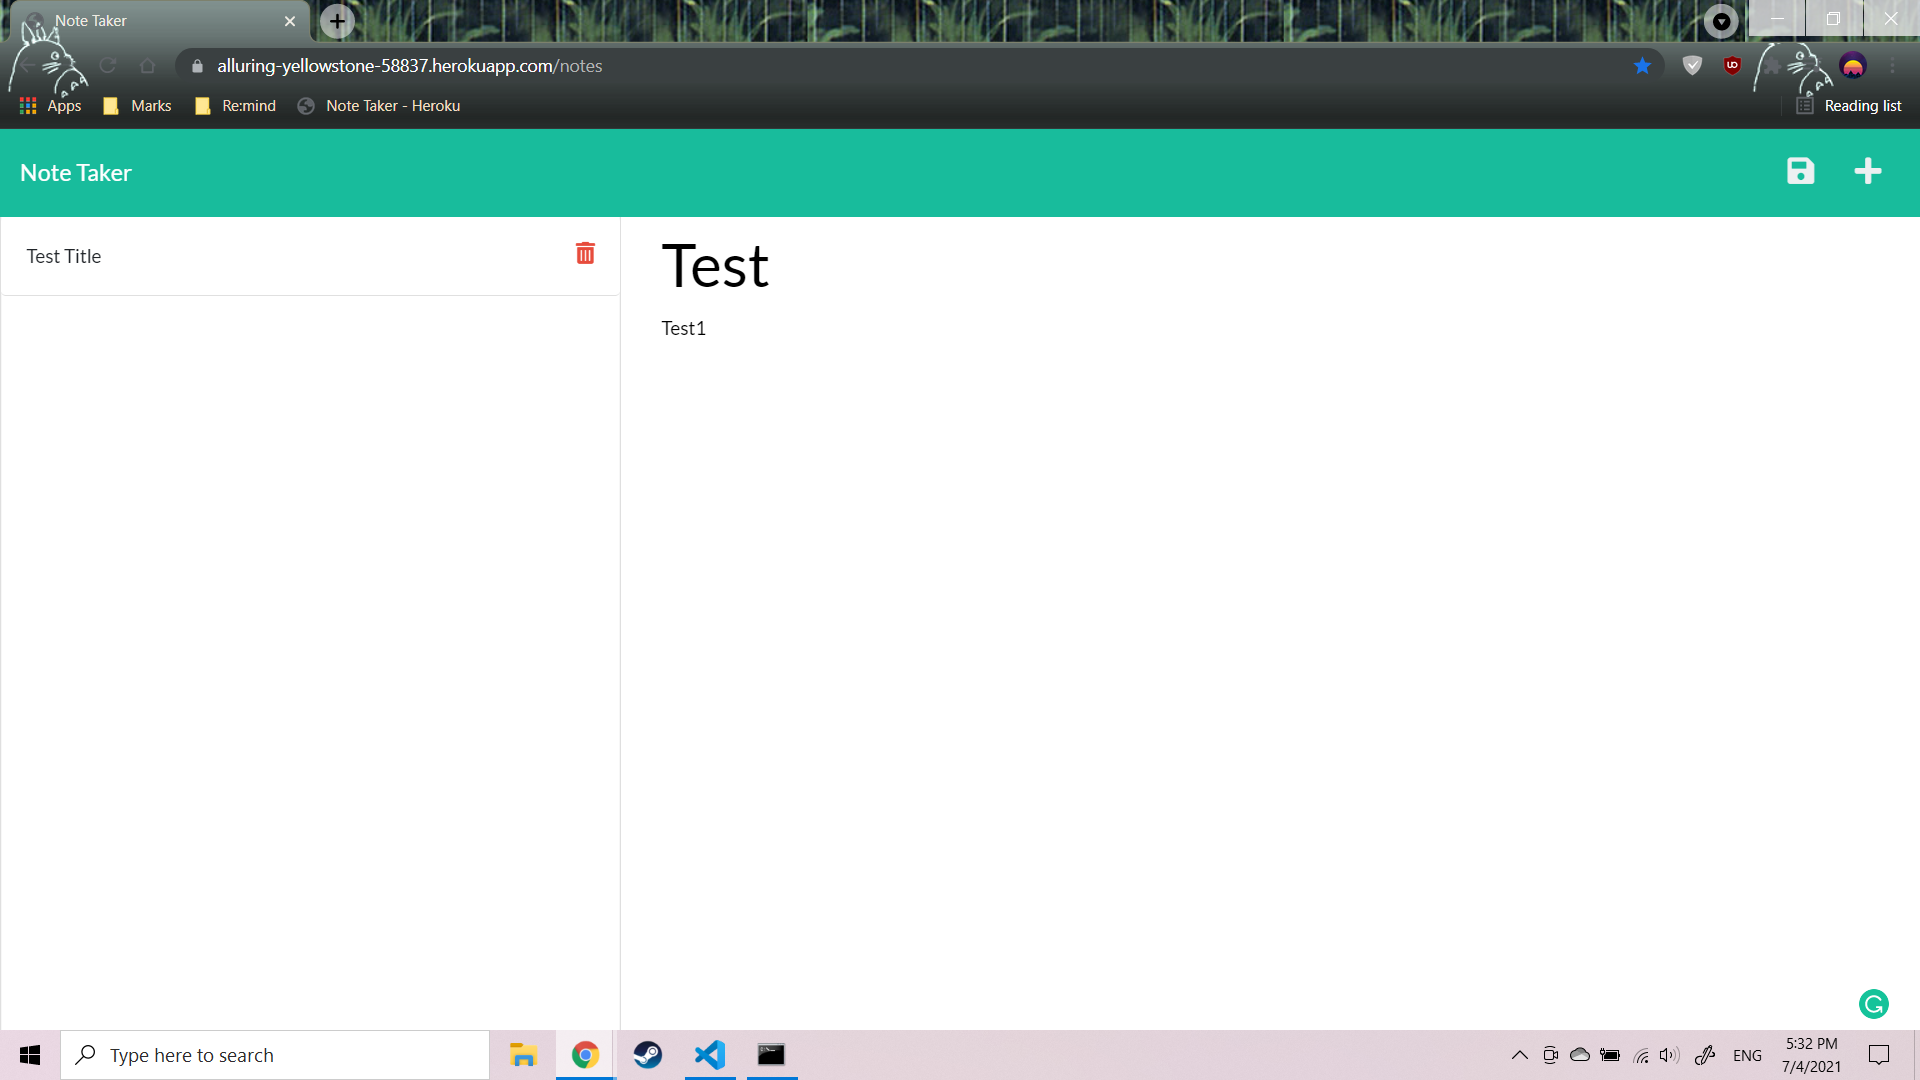 Note Taker
alluring-yellowstone-58837.herokuapp.com/notes
Apps Marks Re:mind Note Taker - Heroku Reading list
Note Taker
Test Title
Test
Test1
Type here to search
ENG
5:32 PM
7/4/2021